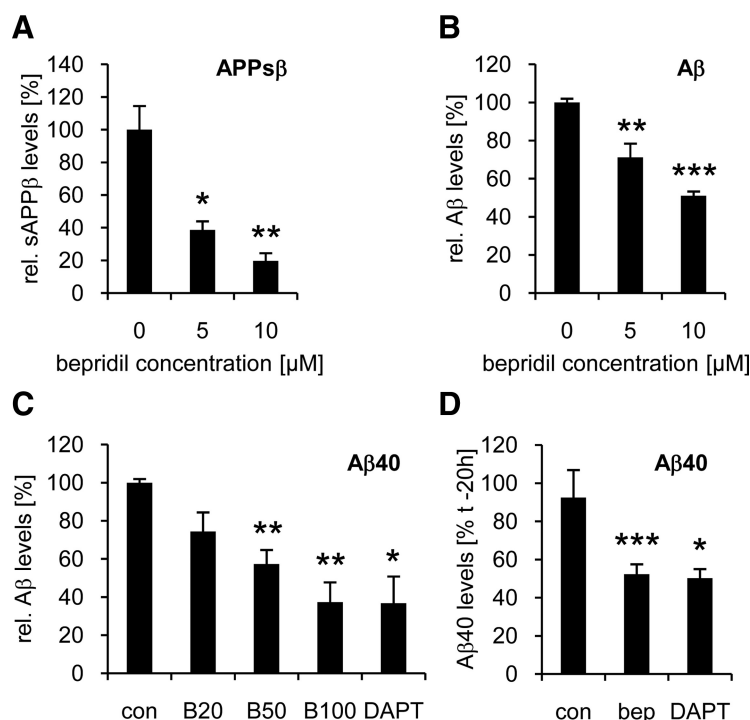 A
APPsβ
rel. sAPPβ levels [%]
140
120
100
80
60
40
20
0
*
**
0 5 10
bepridil concentration [µM]
B
Aβ
rel. Aβ levels [%]
120
100
80
60
40
20
0
**
***
0 5 10
bepridil concentration [µM]
C
Aβ40
rel. Aβ levels [%]
120
100
80
60
40
20
0
**
**
*
con B20 B50 B100 DAPT
D
Aβ40
Aβ40 levels [% t -20h]
120
100
80
60
40
20
0
***
*
con bep DAPT